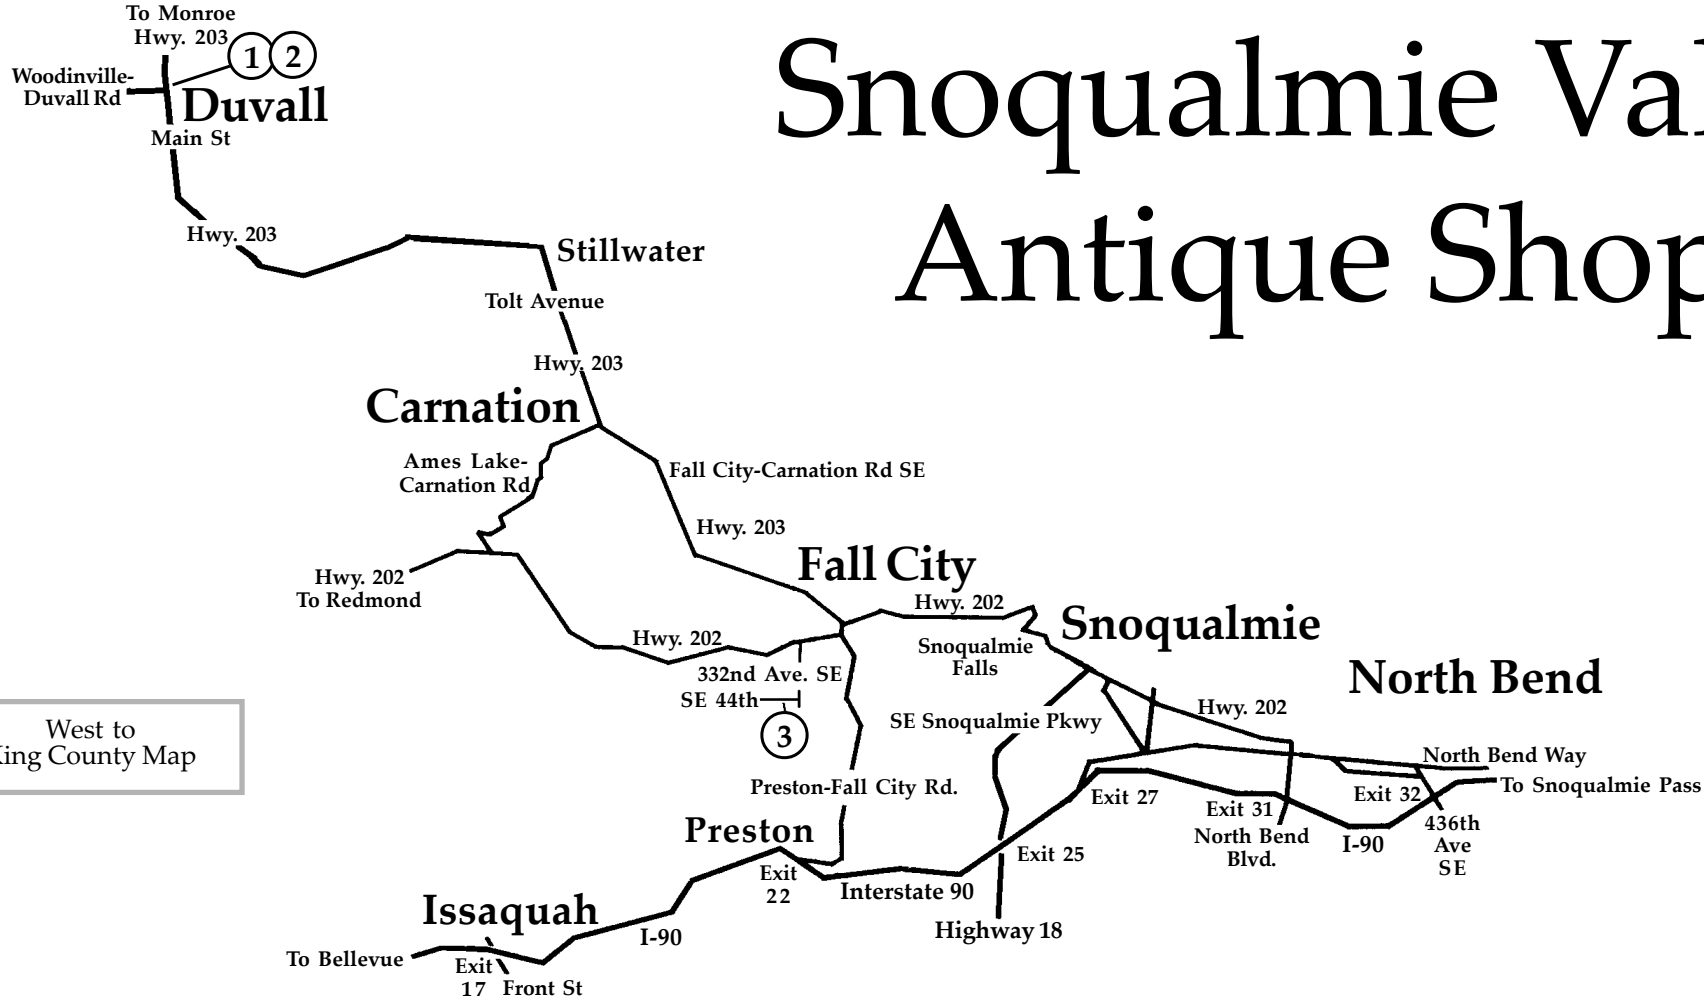 To Monroe
Hwy. 203
1
2
Woodinville-
Duvall Rd
Duvall
Main St
Snoqualmie Val
Antique Shop
Hwy. 203
Stillwater
Tolt Avenue
Hwy. 203
Carnation
Ames Lake-
Carnation Rd
Fall City-Carnation Rd SE
Hwy. 203
Fall City
Hwy. 202
To Redmond
Hwy. 202
Snoqualmie
Hwy. 202
Snoqualmie
Falls
332nd Ave. SE
SE 44th
3
North Bend
SE Snoqualmie Pkwy
Hwy. 202
West to
King County Map
North Bend Way
To Snoqualmie Pass
Preston-Fall City Rd.
Exit 27
Exit 31
Exit 32
North Bend
Blvd.
I-90
436th
Ave
SE
Preston
Exit 25
Exit
22
Interstate 90
Issaquah
I-90
Highway 18
To Bellevue
Exit
17
Front St